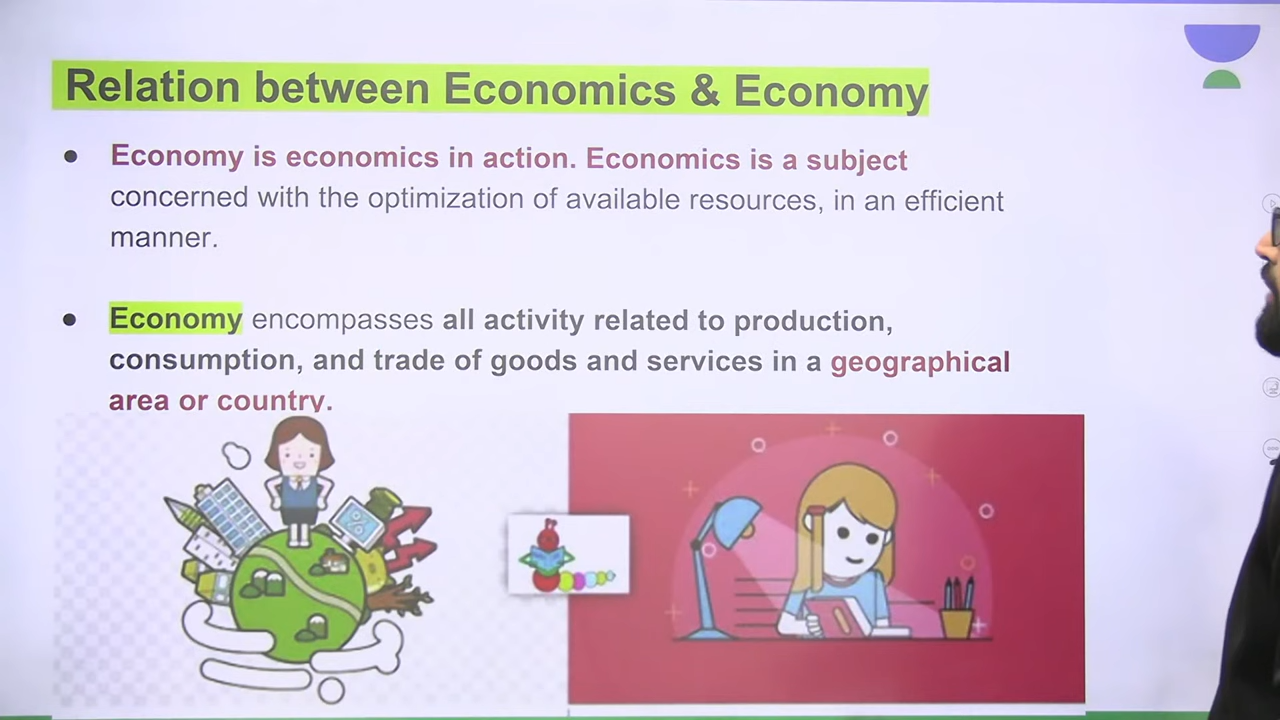 Relation between Economics & Economy
● Economy is economics in action. Economics is a subject
concerned with the optimization of available resources, in an efficient
manner.
● Economy encompasses all activity related to production,
consumption, and trade of goods and services in a geographical
area or country.